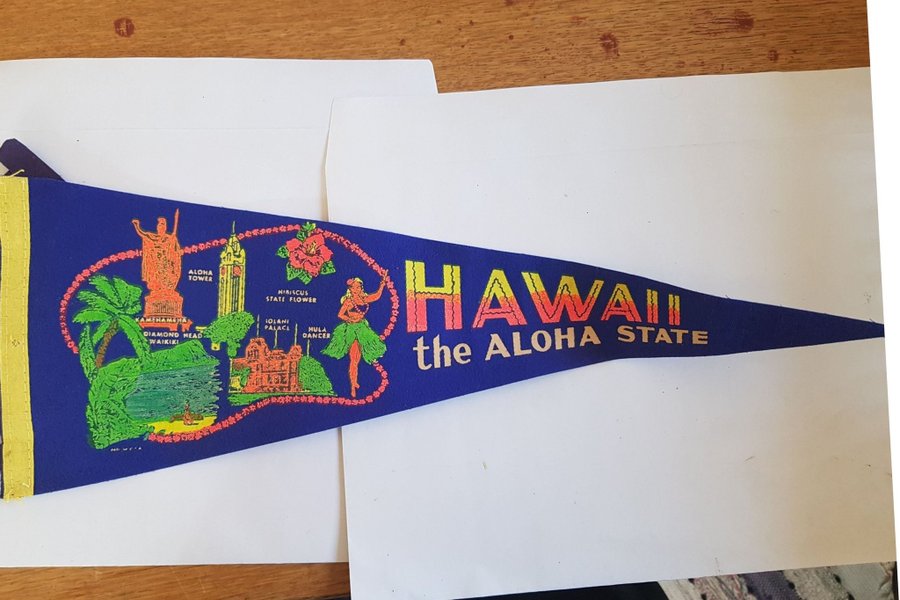 ALOHA
TOWER
HIBISCUS
STATE FLOWER
KAMEHAMEHA
DIAMOND HEAD
WAIKIKI
IOLANI
PALACE
HULA
DANCER
HAWAII
the ALOHA STATE